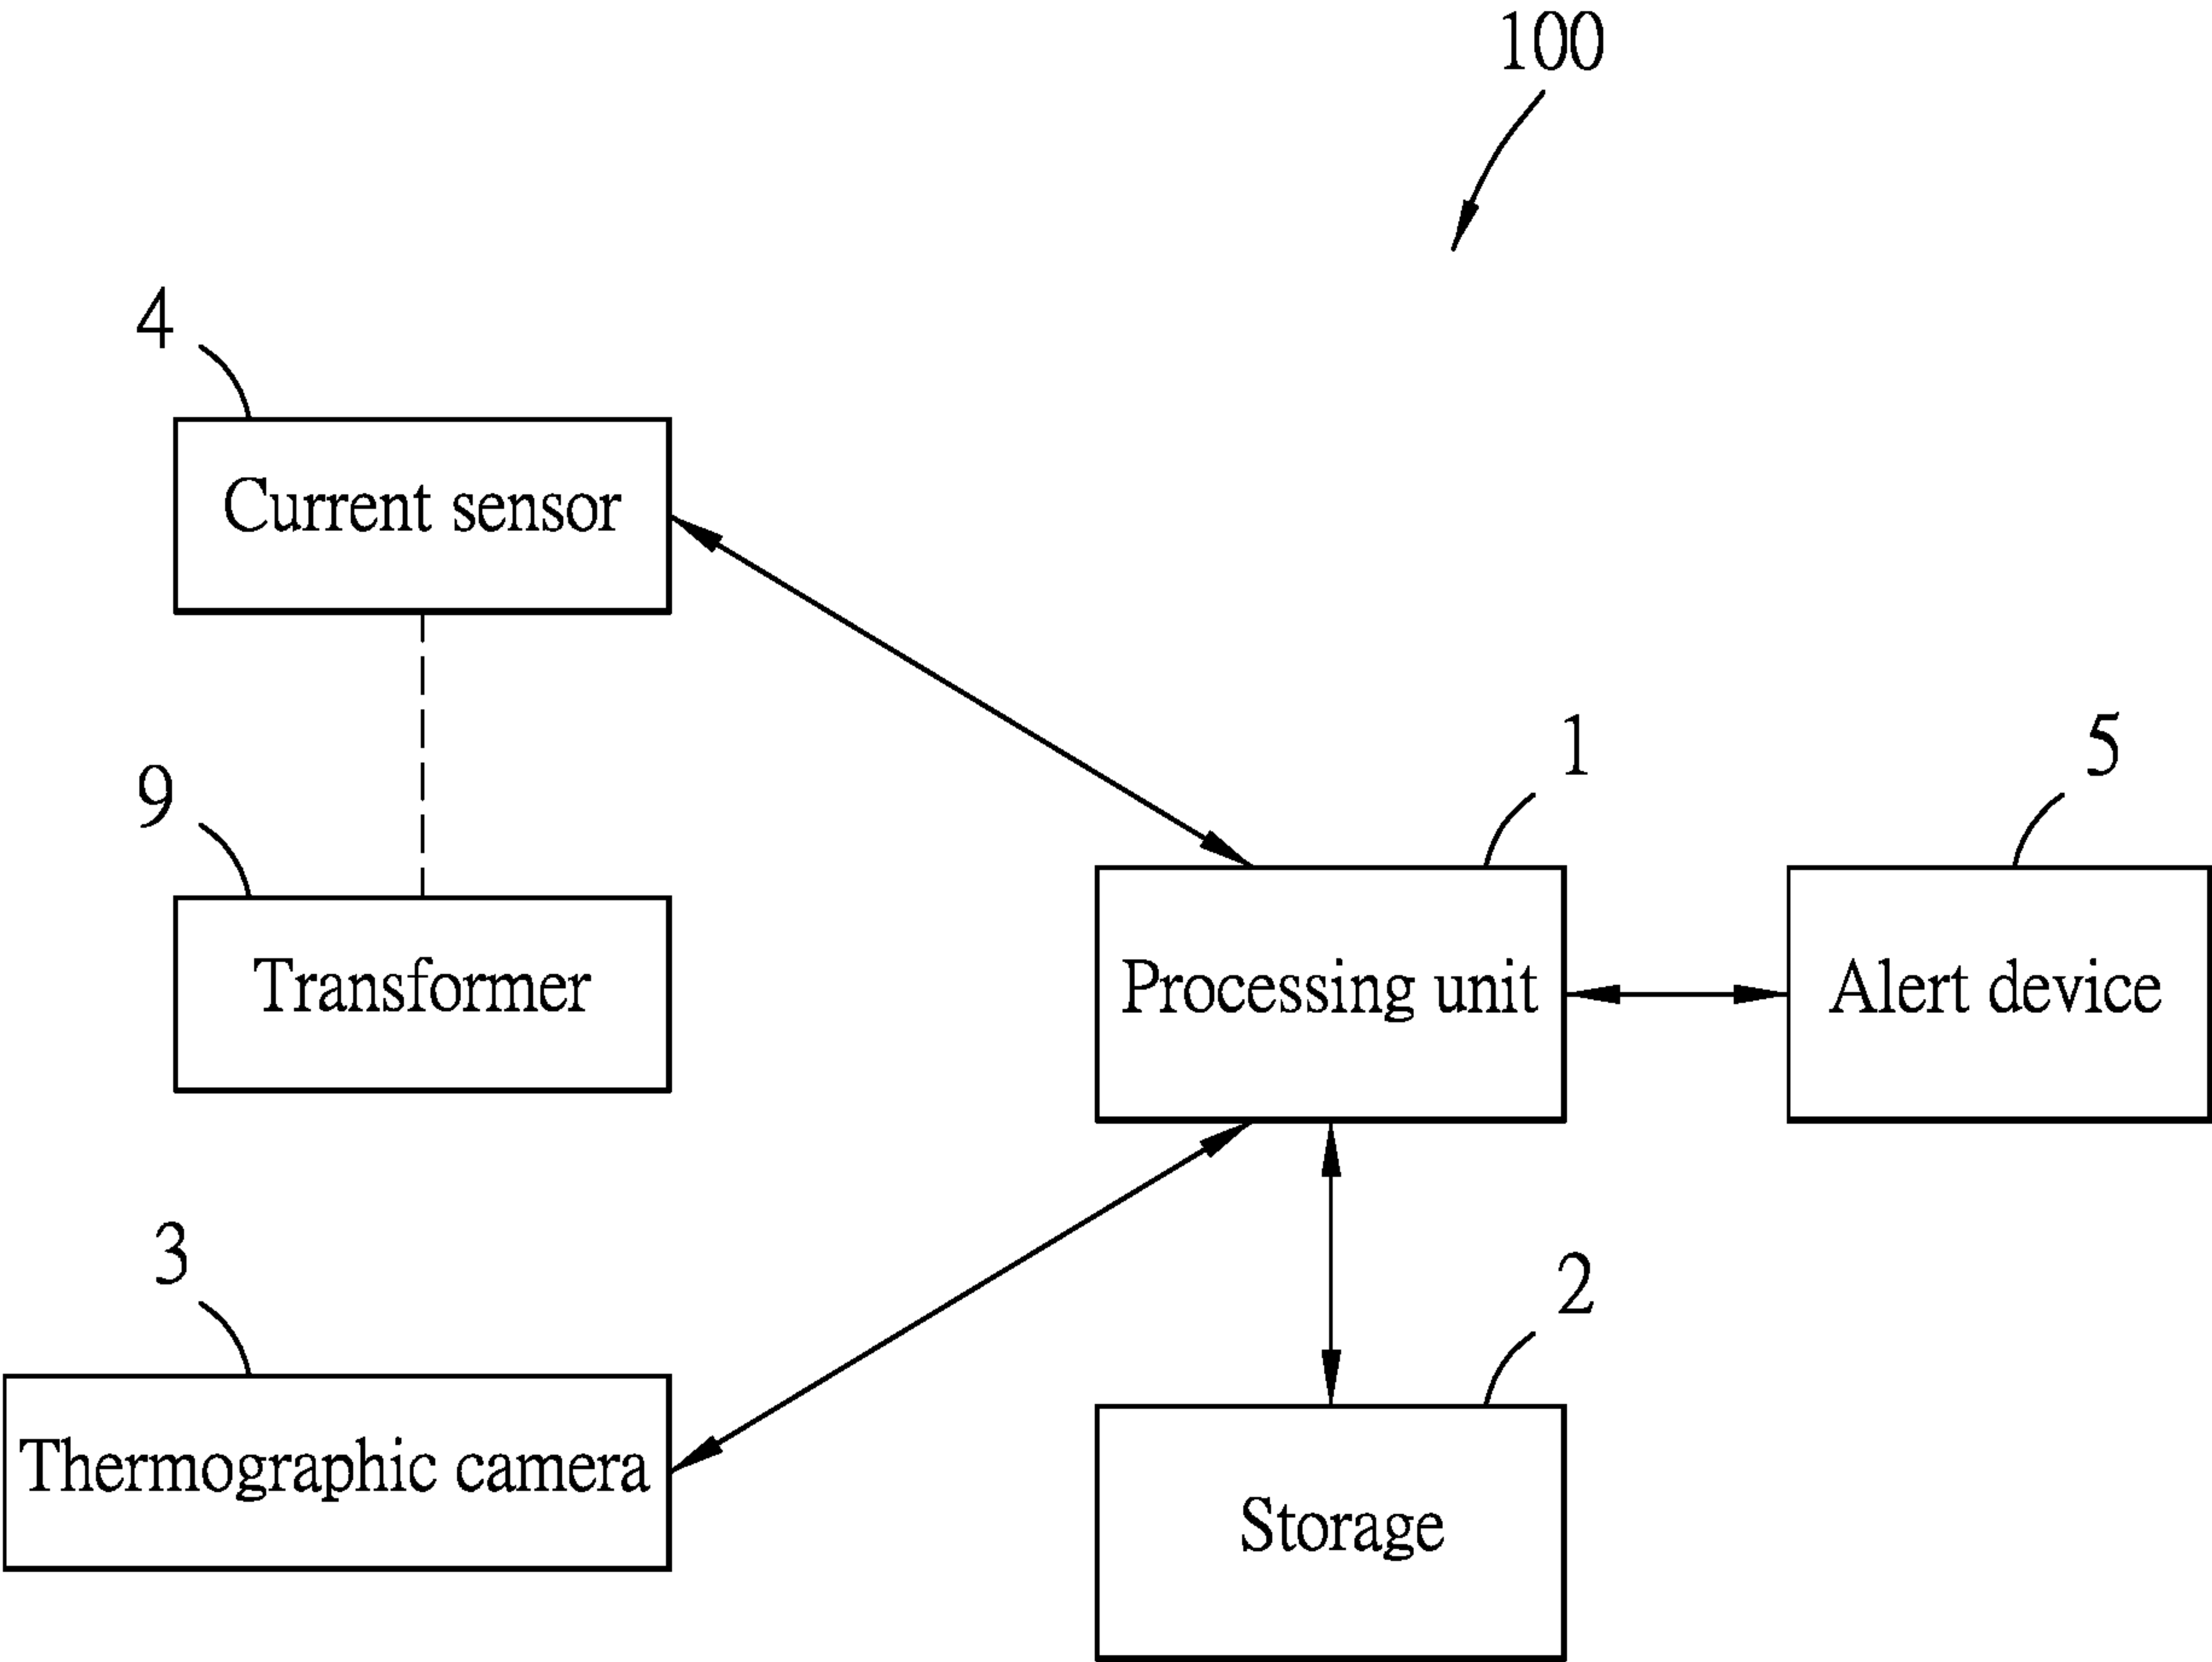 100
4
Current sensor
9
Transformer
1
Processing unit
5
Alert device
3
Thermographic camera
2
Storage